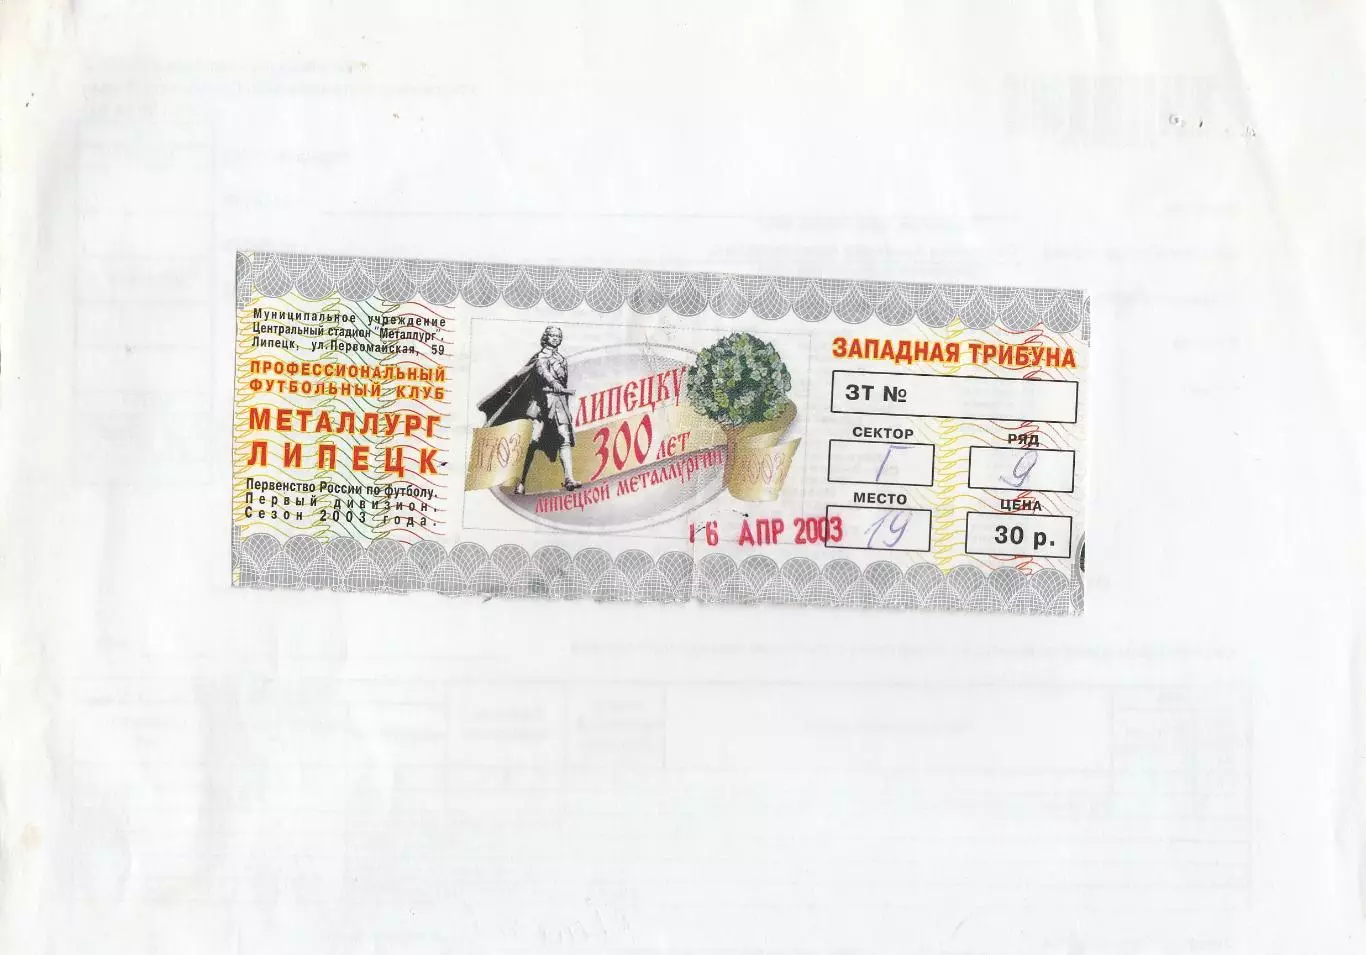 Муниципальное учреждение
Центральный стадион "Металлург".
Липецк, ул.Первомайская, 59
ПРОФЕССИОНАЛЬНЫЙ
ФУТБОЛЬНЫЙ КЛУБ
МЕТАЛЛУРГ
ЛИПЕЦК
Первенство России по футболу.
Первый дивизион.
Сезон 2003 года.
1703
ЛИПЕЦКУ
300 ЛЕТ
ЛИПЕЦКОЙ МЕТАЛЛУРГИИ
2003
16 АПР 2003
ЗАПАДНАЯ ТРИБУНА
ЗТ №
СЕКТОР РЯД
Г 9
МЕСТО ЦЕНА
19 30 р.